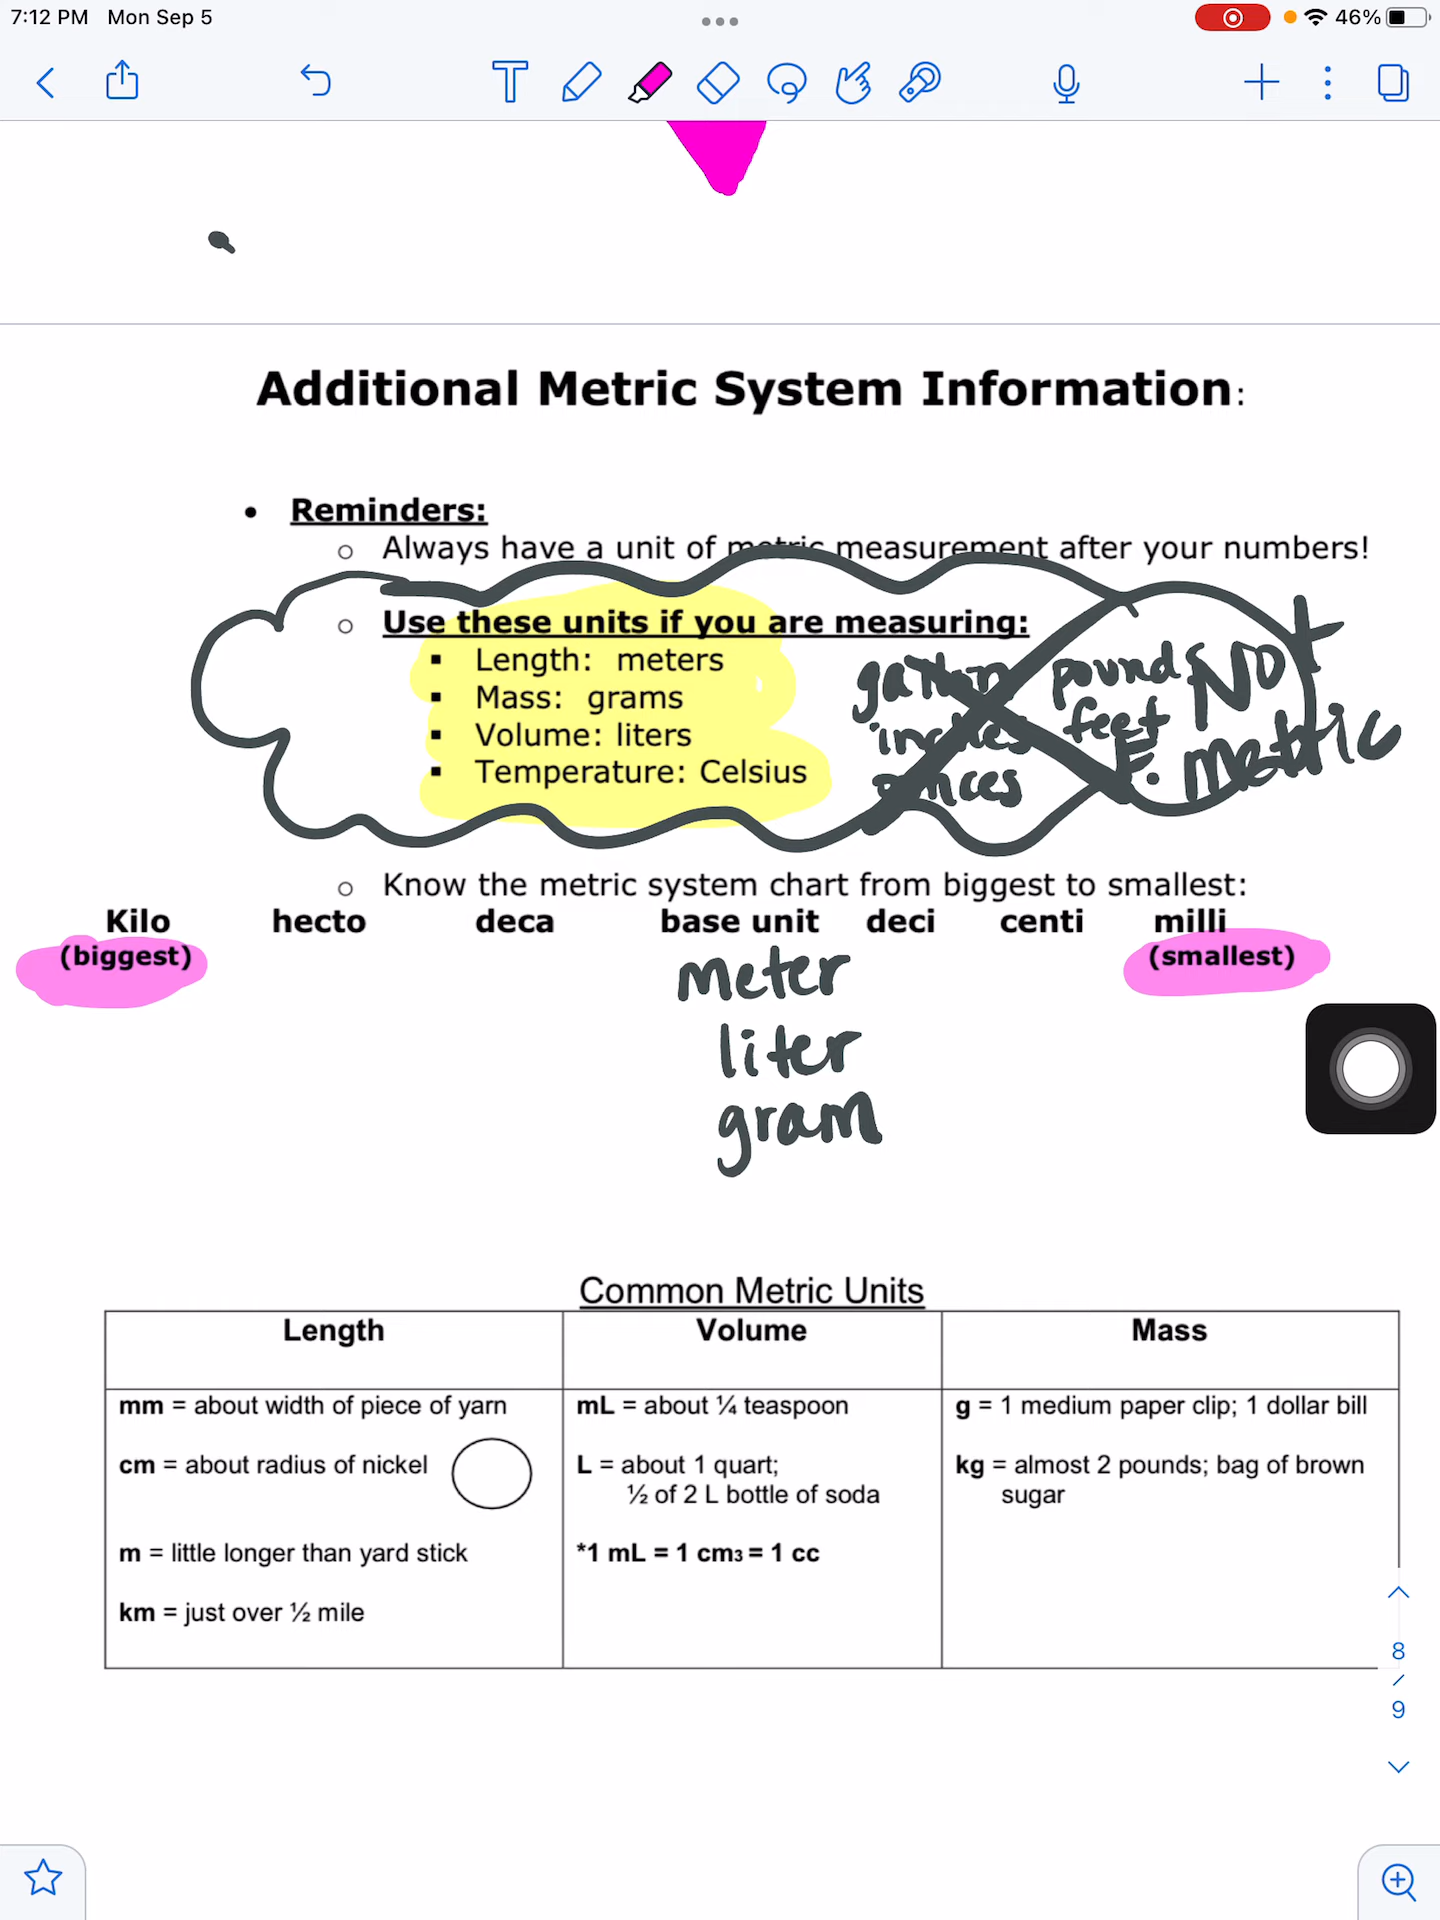 7:12 PM Mon Sep 5
46%
Additional Metric System Information:
• Reminders:
o Always have a unit of metric measurement after your numbers!
o Use these units if you are measuring:
▪ Length: meters
▪ Mass: grams
▪ Volume: liters
▪ Temperature: Celsius
gallon pounds NOT
inches feet
ounces F. metric
o Know the metric system chart from biggest to smallest:
Kilo hecto deca base unit deci centi milli
(biggest) (smallest)
meter
liter
gram
Common Metric Units
Length Volume Mass
mm = about width of piece of yarn
cm = about radius of nickel
m = little longer than yard stick
km = just over ½ mile
mL = about ¼ teaspoon
L = about 1 quart;
½ of 2 L bottle of soda
*1 mL = 1 cm3 = 1 cc
g = 1 medium paper clip; 1 dollar bill
kg = almost 2 pounds; bag of brown
sugar
8
/
9